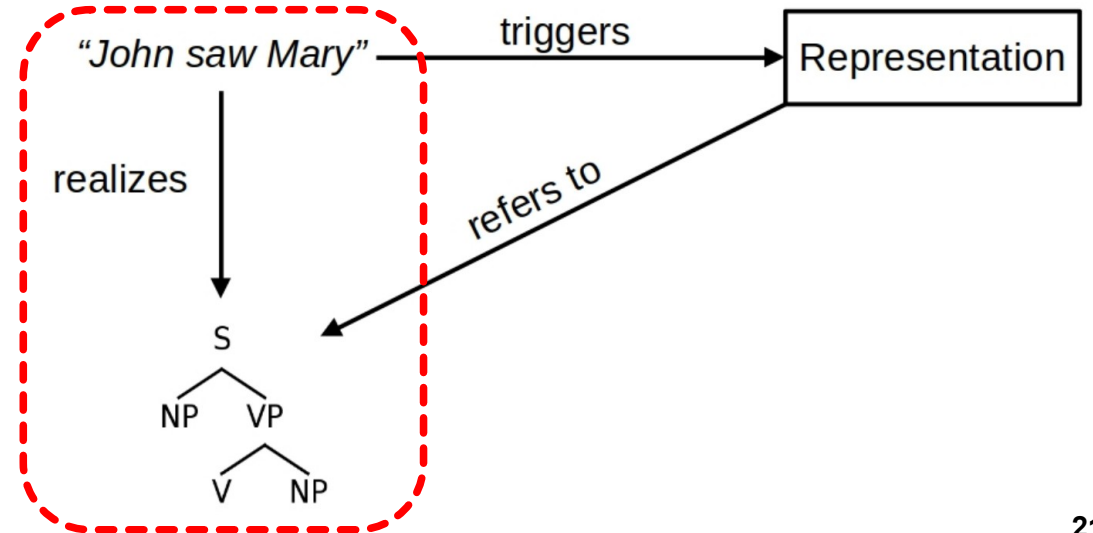 "John saw Mary"
triggers
Representation
realizes
refers to
S
NP VP
V NP